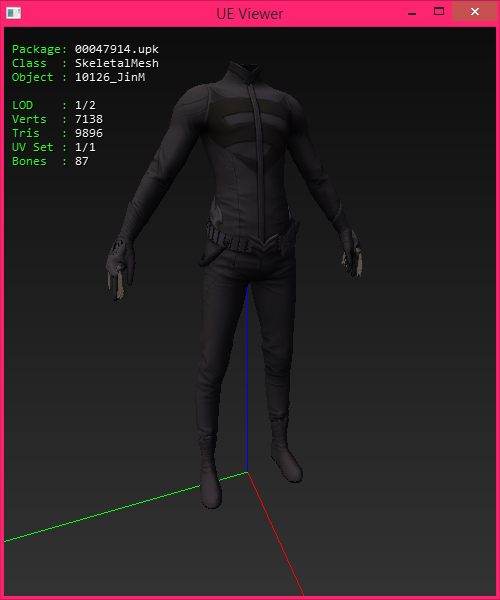 UE Viewer
Package: 00047914.upk
Class : SkeletalMesh
Object : 10126_JinM
LOD : 1/2
Verts : 7138
Tris : 9896
UV Set : 1/1
Bones : 87